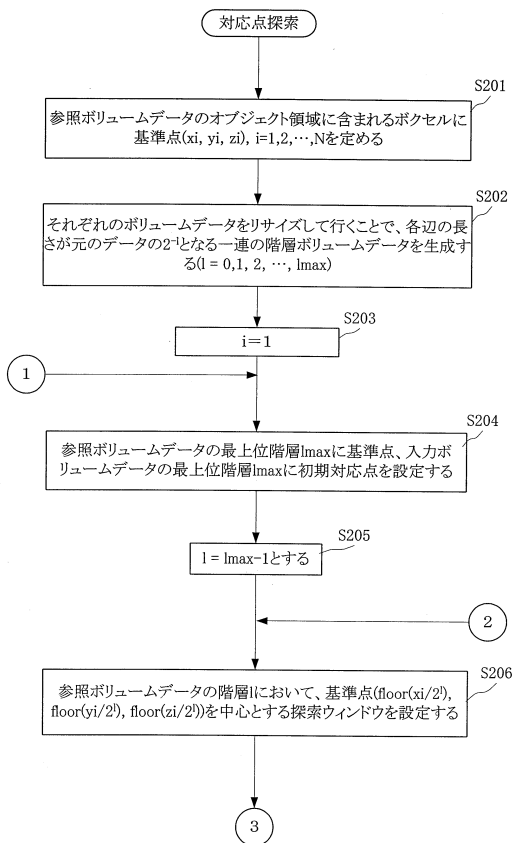 対応点探索
S201
参照ボリュームデータのオブジェクト領域に含まれるボクセルに
基準点(xi, yi, zi), i=1,2,…,Nを定める
S202
それぞれのボリュームデータをリサイズして行くことで、各辺の長
さが元のデータの2⁻ˡとなる一連の階層ボリュームデータを生成す
る(l = 0,1, 2, …, lmax)
S203
i=1
1
S204
参照ボリュームデータの最上位階層lmaxに基準点、入力ボ
リュームデータの最上位階層lmaxに初期対応点を設定する
S205
l = lmax-1とする
2
S206
参照ボリュームデータの階層lにおいて、基準点(floor(xi/2ˡ),
floor(yi/2ˡ), floor(zi/2ˡ))を中心とする探索ウィンドウを設定する
3